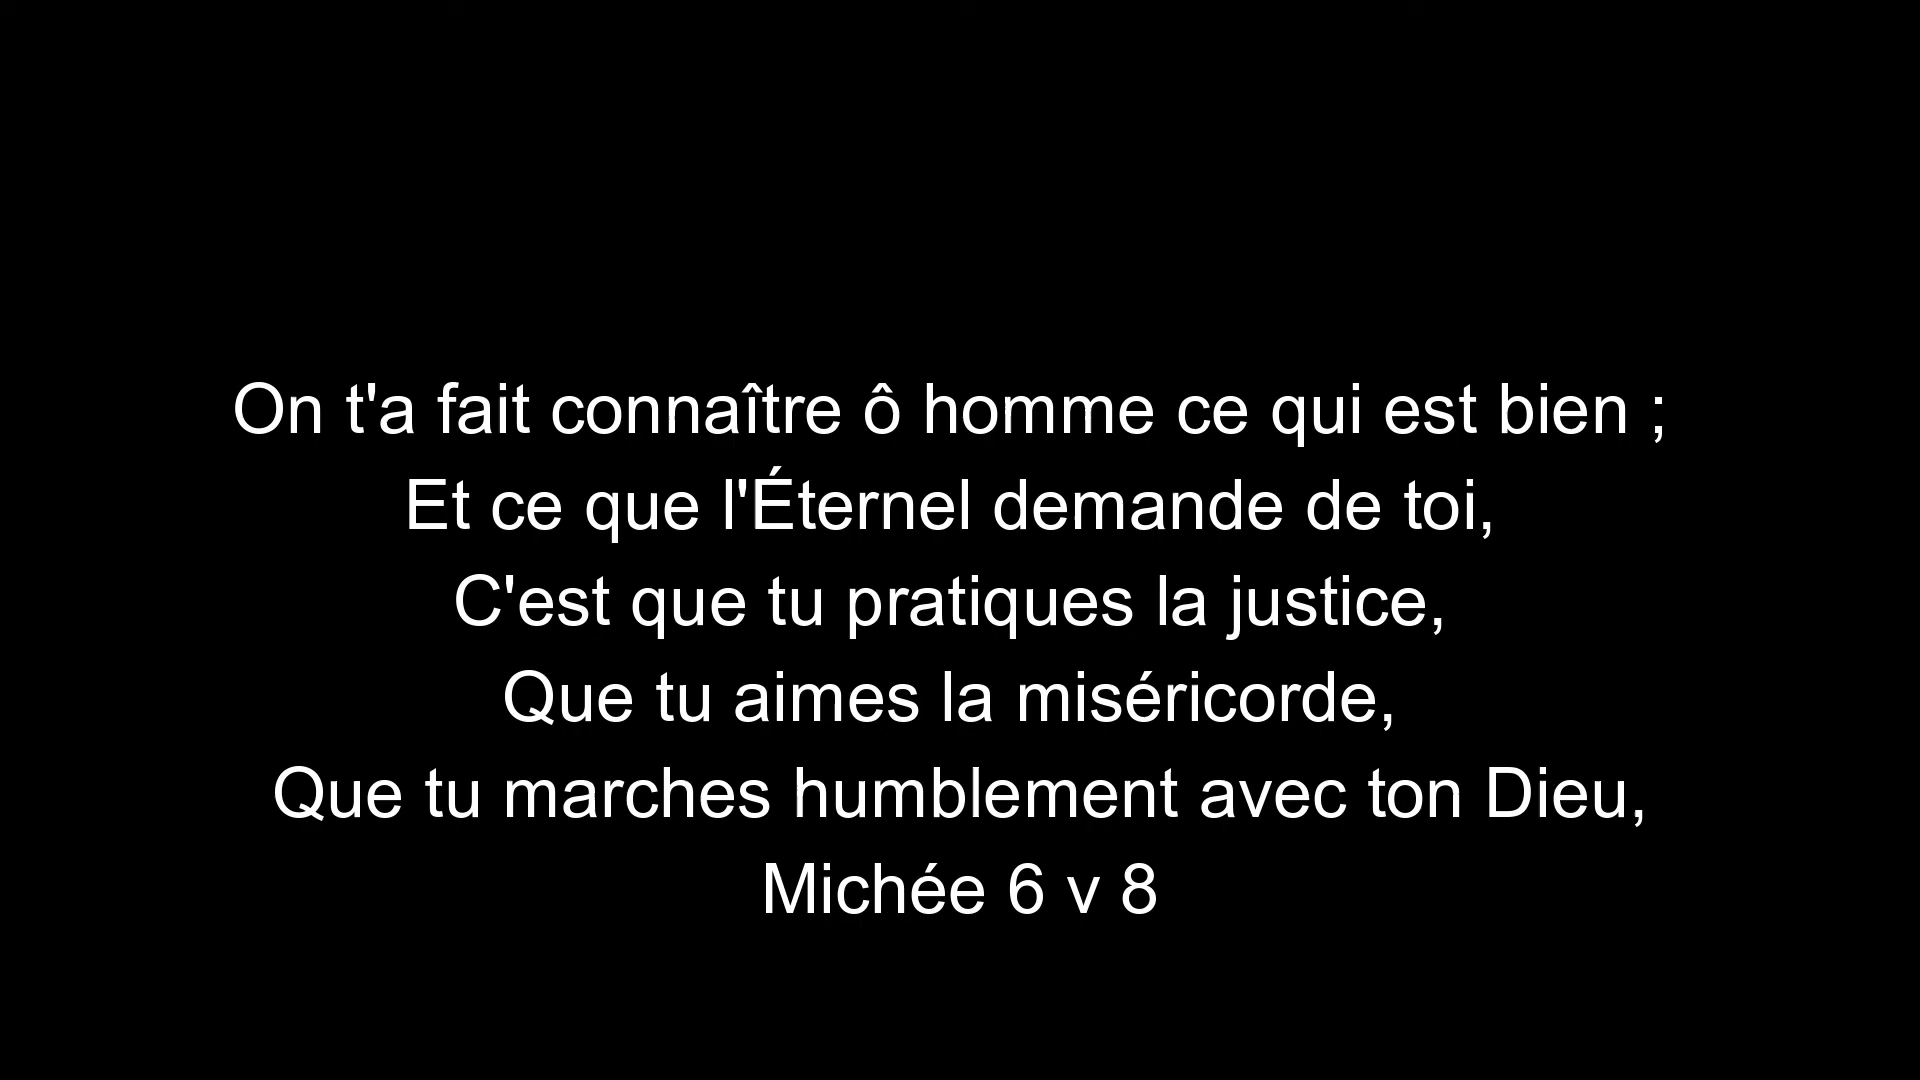 On t'a fait connaître ô homme ce qui est bien ;
Et ce que l'Éternel demande de toi,
C'est que tu pratiques la justice,
Que tu aimes la miséricorde,
Que tu marches humblement avec ton Dieu,
Michée 6 v 8